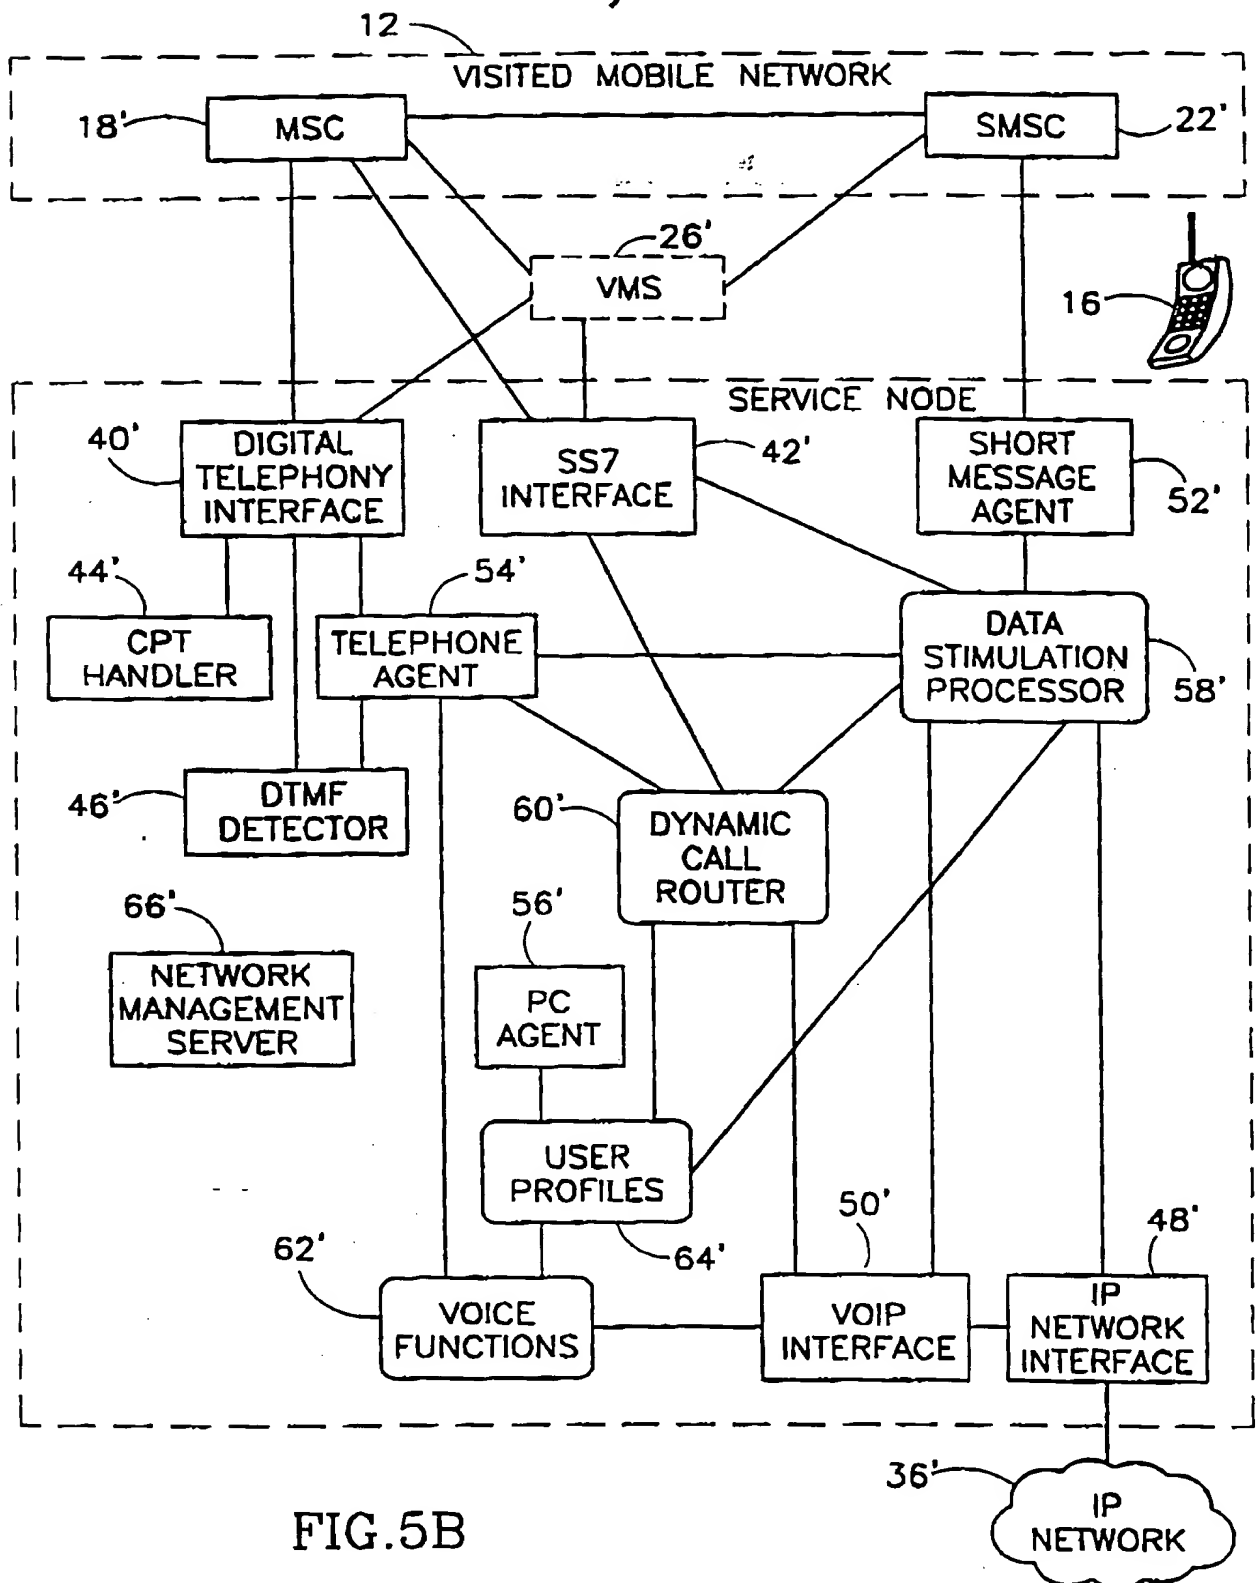 12
VISITED MOBILE NETWORK
18'
MSC
SMSC
22'
26'
VMS
16
SERVICE NODE
40'
DIGITAL
TELEPHONY
INTERFACE
SS7
INTERFACE
42'
SHORT
MESSAGE
AGENT
52'
44'
CPT
HANDLER
54'
TELEPHONE
AGENT
DATA
STIMULATION
PROCESSOR
58'
46'
DTMF
DETECTOR
60'
DYNAMIC
CALL
ROUTER
66'
NETWORK
MANAGEMENT
SERVER
56'
PC
AGENT
USER
PROFILES
64'
62'
VOICE
FUNCTIONS
50'
VOIP
INTERFACE
48'
IP
NETWORK
INTERFACE
36'
IP
NETWORK
FIG.5B